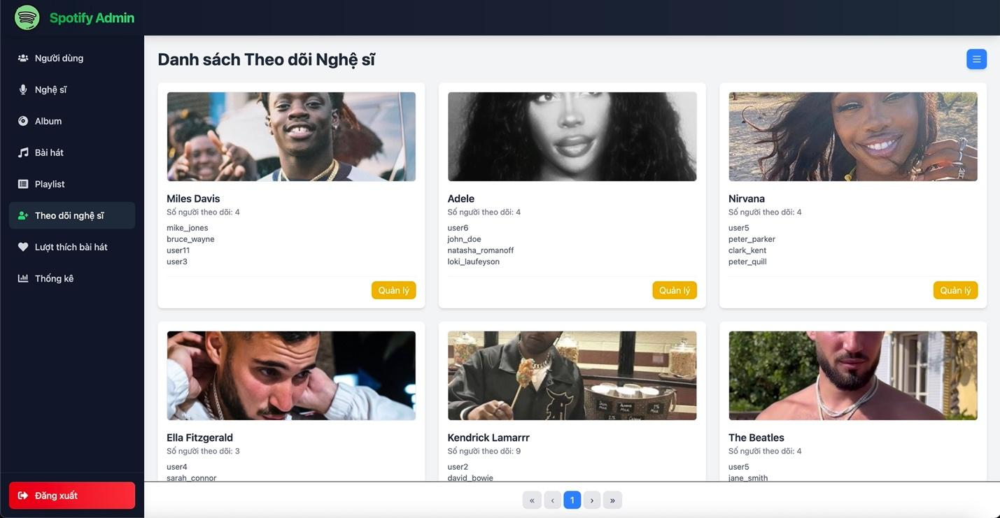 Spotify Admin
Người dùng
Nghệ sĩ
Album
Bài hát
Playlist
Theo dõi nghệ sĩ
Lượt thích bài hát
Thống kê
Đăng xuất
Danh sách Theo dõi Nghệ sĩ
Miles Davis
Số người theo dõi: 4
mike_jones
bruce_wayne
user11
user3
Quản lý
Adele
Số người theo dõi: 4
user6
john_doe
natasha_romanoff
loki_laufeyson
Quản lý
Nirvana
Số người theo dõi: 4
user5
peter_parker
clark_kent
peter_quill
Quản lý
Ella Fitzgerald
Số người theo dõi: 3
user4
sarah_connor
Kendrick Lamarrr
Số người theo dõi: 9
user2
david_bowie
The Beatles
Số người theo dõi: 4
user5
jane_smith
« ‹ 1 › »